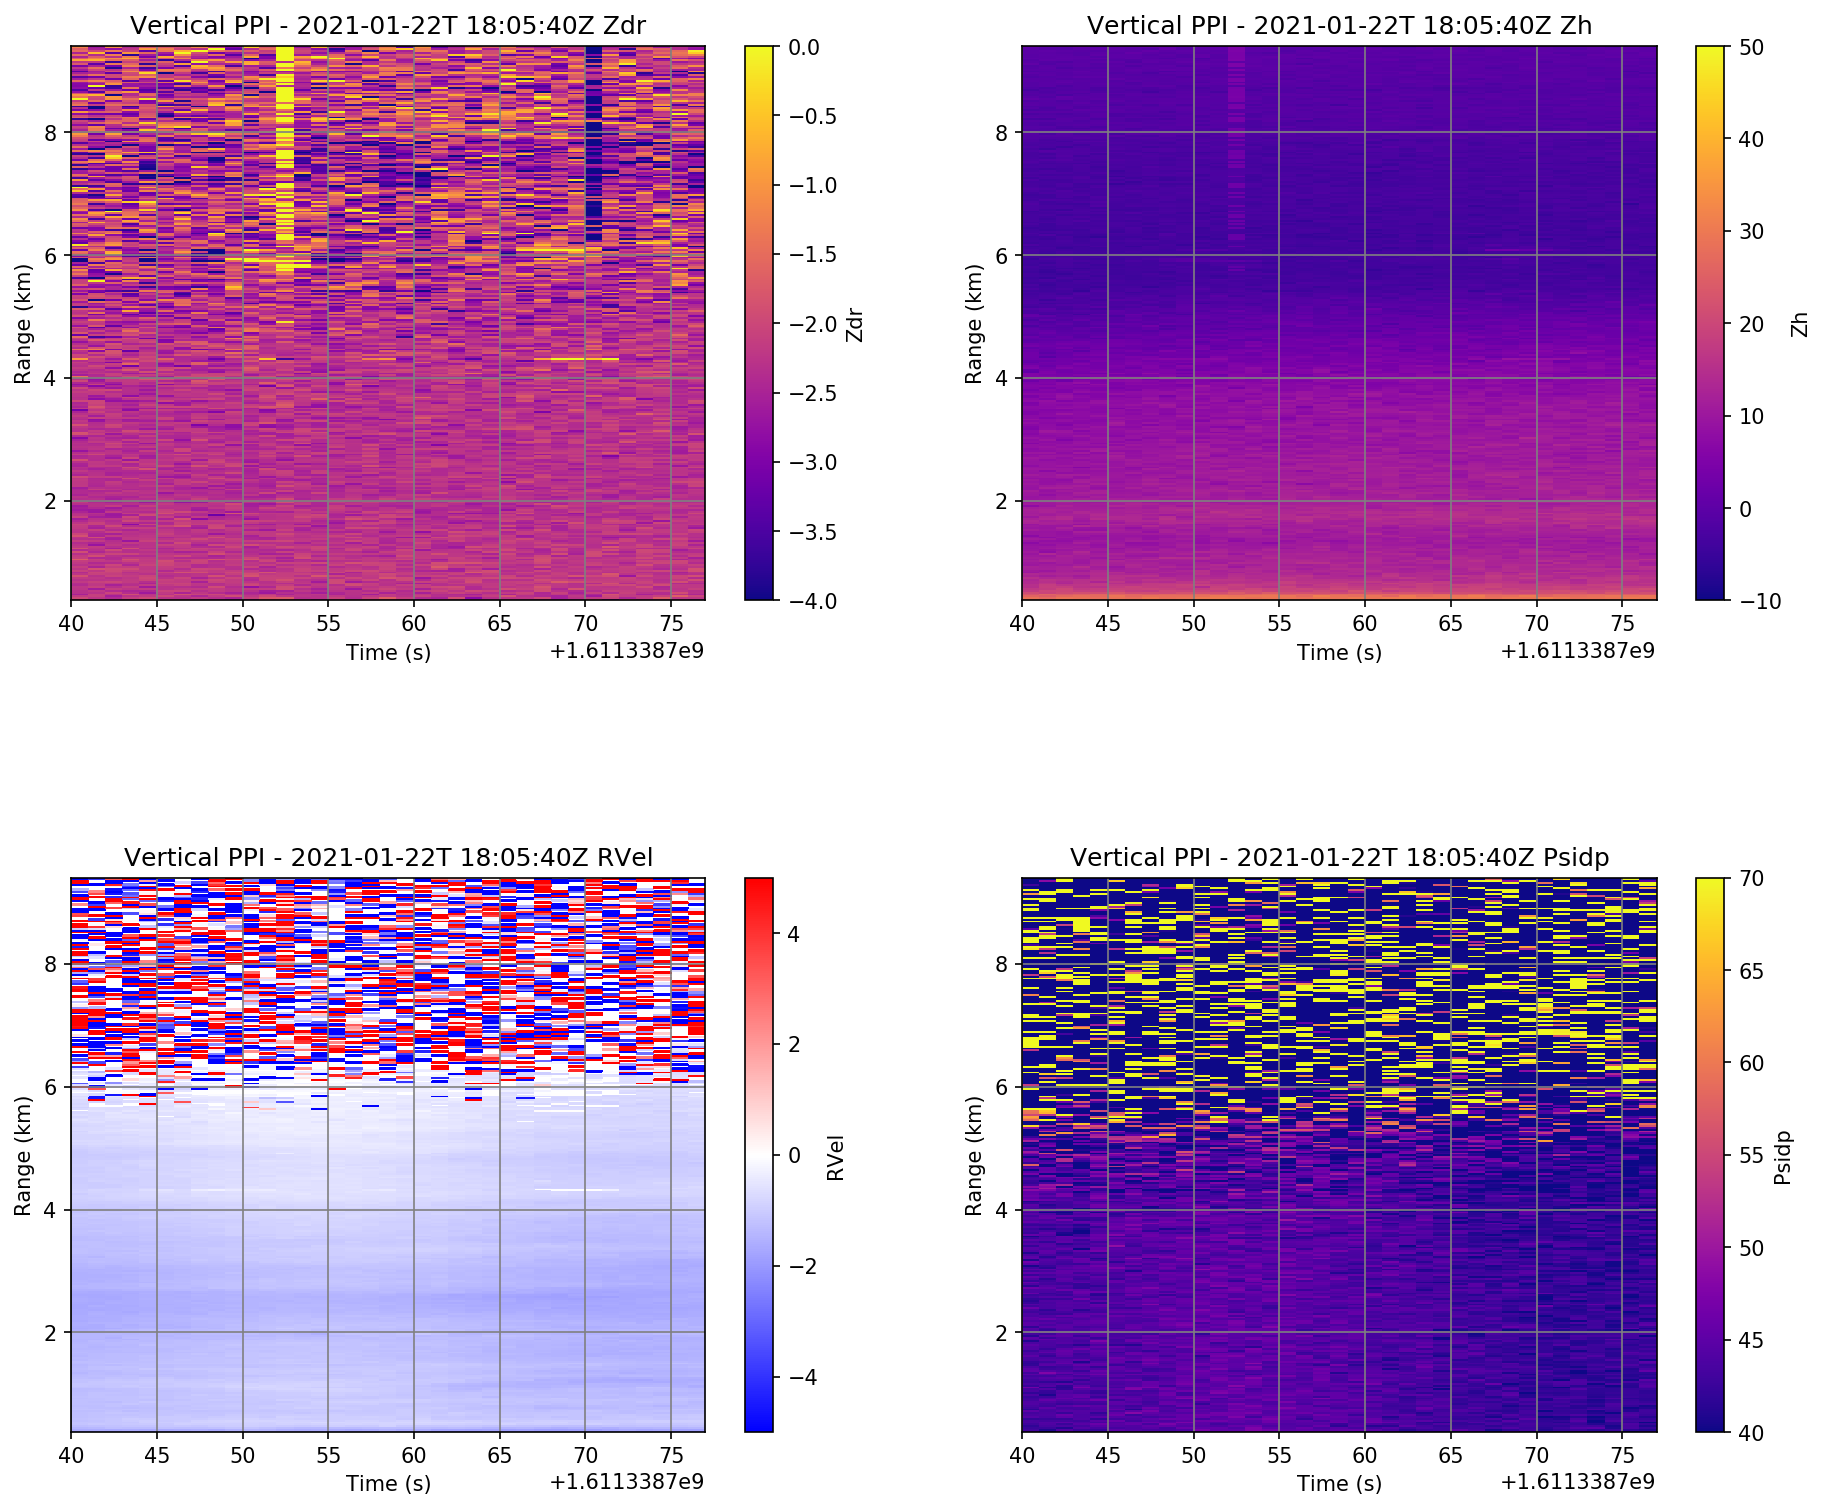 Vertical PPI - 2021-01-22T 18:05:40Z Zdr
8
6
4
2
Range (km)
40 45 50 55 60 65 70 75
Time (s)
+1.6113387e9
0.0
−0.5
−1.0
−1.5
−2.0
−2.5
−3.0
−3.5
−4.0
Zdr
Vertical PPI - 2021-01-22T 18:05:40Z Zh
8
6
4
2
Range (km)
40 45 50 55 60 65 70 75
Time (s)
+1.6113387e9
50
40
30
20
10
0
−10
Zh
Vertical PPI - 2021-01-22T 18:05:40Z RVel
8
6
4
2
Range (km)
40 45 50 55 60 65 70 75
Time (s)
+1.6113387e9
4
2
0
−2
−4
RVel
Vertical PPI - 2021-01-22T 18:05:40Z Psidp
8
6
4
2
Range (km)
40 45 50 55 60 65 70 75
Time (s)
+1.6113387e9
70
65
60
55
50
45
40
Psidp